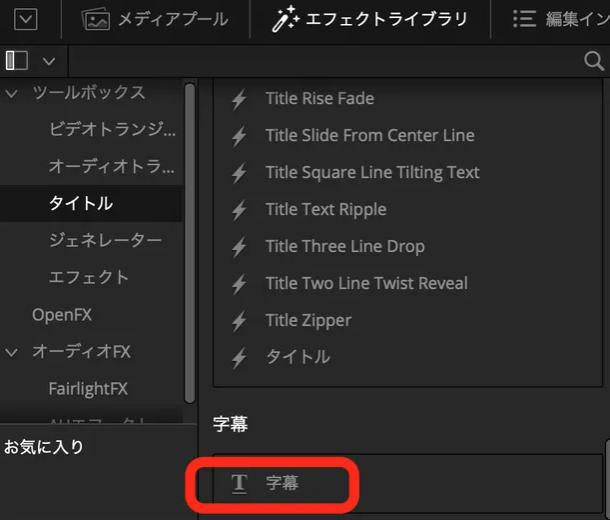 メディアプール
エフェクトライブラリ
編集イン
ツールボックス
ビデオトランジ...
オーディオトラ...
タイトル
ジェネレーター
エフェクト
OpenFX
オーディオFX
FairlightFX
お気に入り
Title Rise Fade
Title Slide From Center Line
Title Square Line Tilting Text
Title Text Ripple
Title Three Line Drop
Title Two Line Twist Reveal
Title Zipper
タイトル
字幕
T 字幕